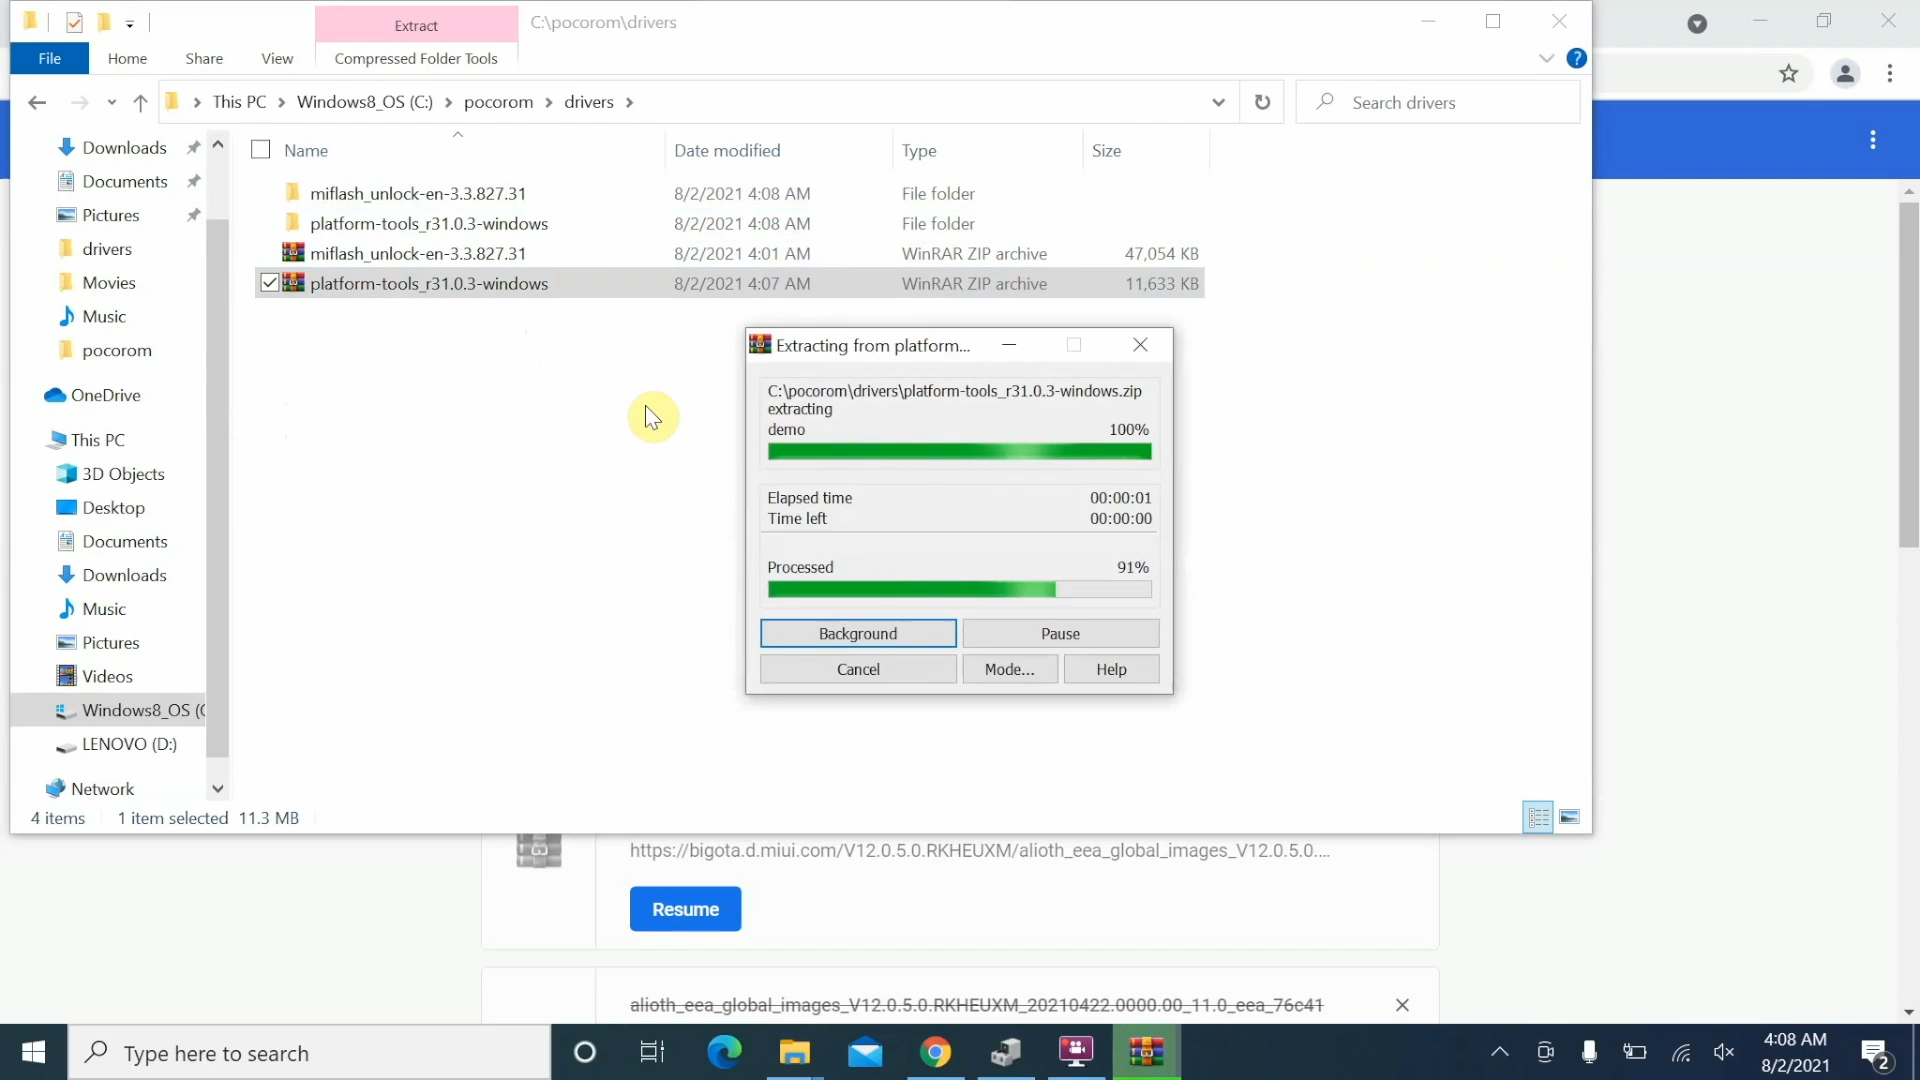 Extract
C:\pocorom\drivers
File
Home
Share
View
Compressed Folder Tools
This PC
Windows8_OS (C:)
pocorom
drivers
Search drivers
Name
Date modified
Type
Size
miflash_unlock-en-3.3.827.31 8/2/2021 4:08 AM File folder
platform-tools_r31.0.3-windows 8/2/2021 4:08 AM File folder
miflash_unlock-en-3.3.827.31 8/2/2021 4:01 AM WinRAR ZIP archive 47,054 KB
platform-tools_r31.0.3-windows 8/2/2021 4:07 AM WinRAR ZIP archive 11,633 KB
Downloads
Documents
Pictures
drivers
Movies
Music
pocorom
OneDrive
This PC
3D Objects
Desktop
Documents
Downloads
Music
Pictures
Videos
Windows8_OS (C
LENOVO (D:)
Network
4 items 1 item selected 11.3 MB
Extracting from platform...
C:\pocorom\drivers\platform-tools_r31.0.3-windows.zip
extracting
demo 100%
Elapsed time 00:00:01
Time left 00:00:00
Processed 91%
Background
Pause
Cancel
Mode...
Help
https://bigota.d.miui.com/V12.0.5.0.RKHEUXM/alioth_eea_global_images_V12.0.5.0....
Resume
alioth_eea_global_images_V12.0.5.0.RKHEUXM_20210422.0000.00_11.0_eea_76c41
Type here to search
4:08 AM
8/2/2021
2